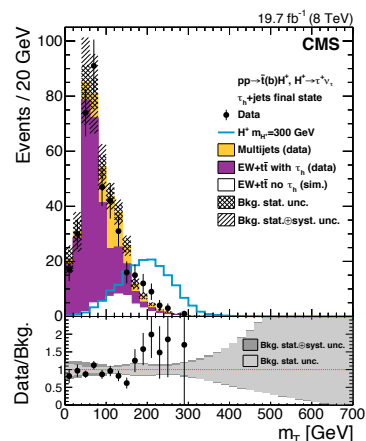 19.7 fb⁻¹ (8 TeV)
Events / 20 GeV
120
100
80
60
40
20
0
CMS
pp→t̄(b)H⁺, H⁺→τ⁺ν_τ
τ_h+jets final state
Data
H⁺ m_H⁺=300 GeV
Multijets (data)
EW+tt̄ with τ_h (data)
EW+tt̄ no τ_h (sim.)
Bkg. stat. unc.
Bkg. stat.⊕syst. unc.
Data/Bkg.
2
1.5
1
0.5
0
Bkg. stat.⊕syst. unc.
Bkg. stat. unc.
0 100 200 300 400 500 600 700
m_T [GeV]